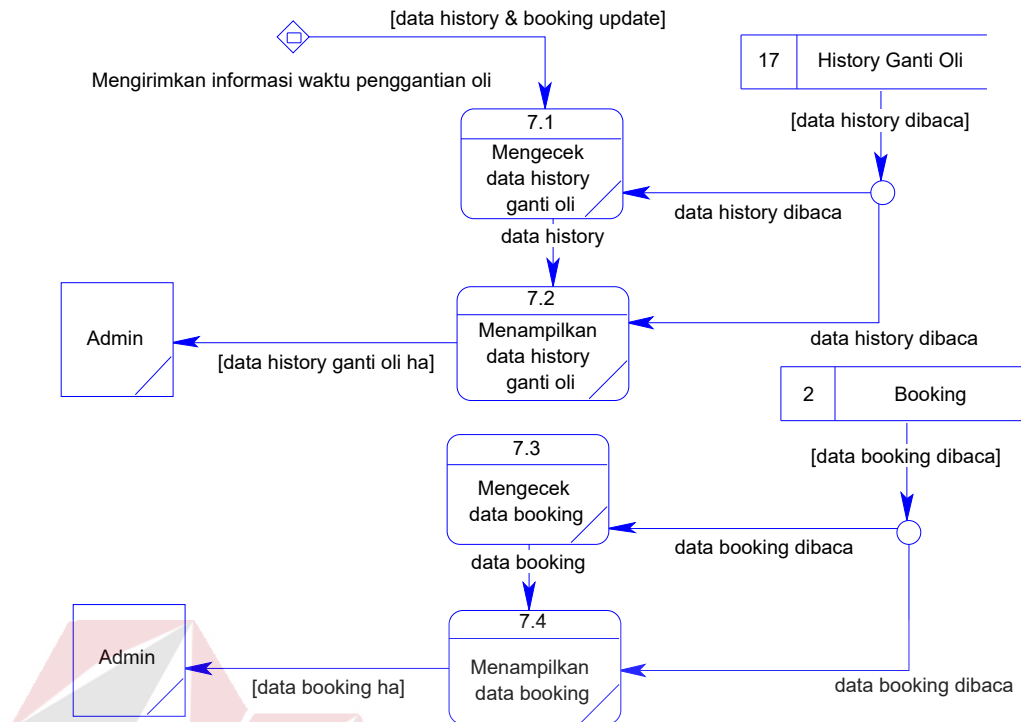 [data history & booking update]
Mengirimkan informasi waktu penggantian oli
17
History Ganti Oli
[data history dibaca]
7.1
Mengecek
data history
ganti oli
data history dibaca
data history
7.2
Menampilkan
data history
ganti oli
Admin
[data history ganti oli ha]
data history dibaca
2
Booking
[data booking dibaca]
7.3
Mengecek
data booking
data booking dibaca
data booking
7.4
Menampilkan
data booking
Admin
[data booking ha]
data booking dibaca